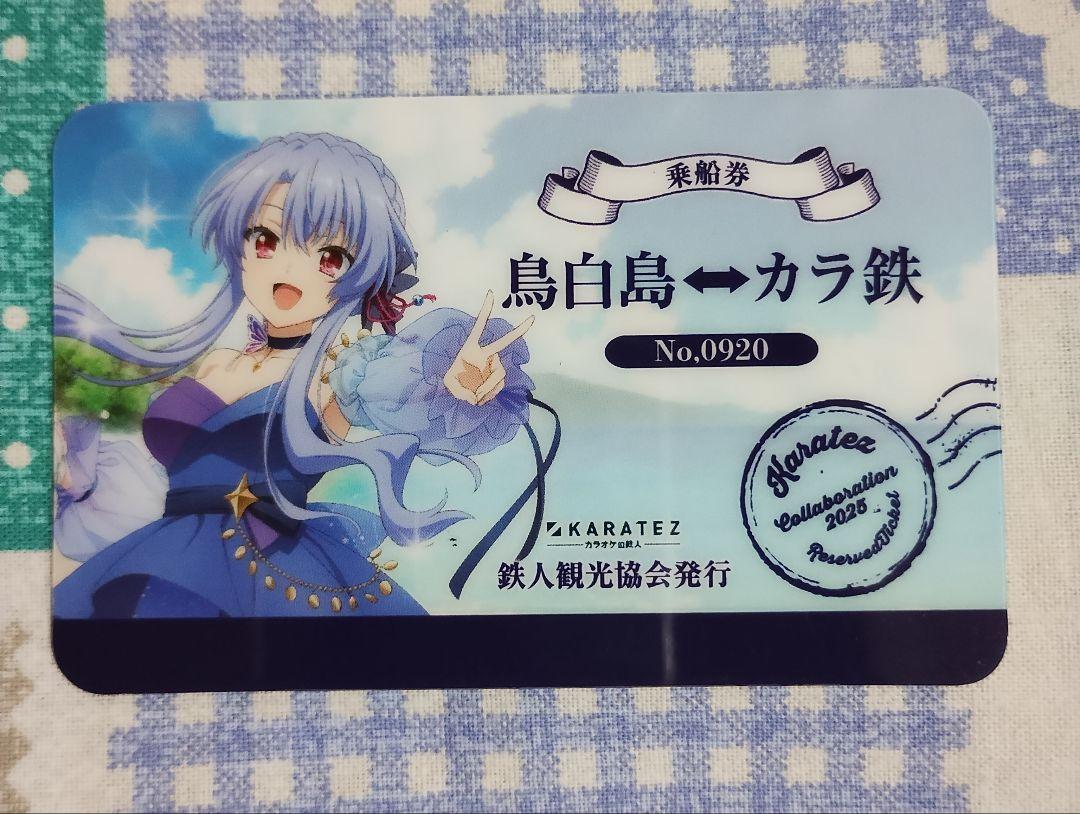 乗船券
鳥白島⬌カラ鉄
No,0920
Karatez
Collaboration
2025
ReservedTicket
KARATEZ
カラオケの鉄人
鉄人観光協会発行